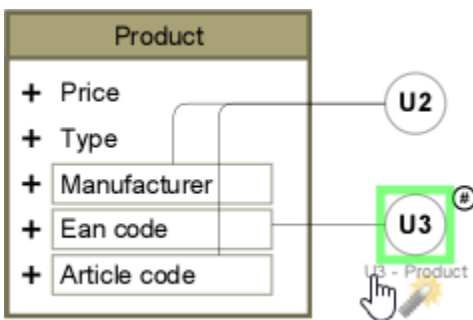 Product
+ Price
+ Type
+ Manufacturer
+ Ean code
+ Article code
U2
#
U3
U3 - Product